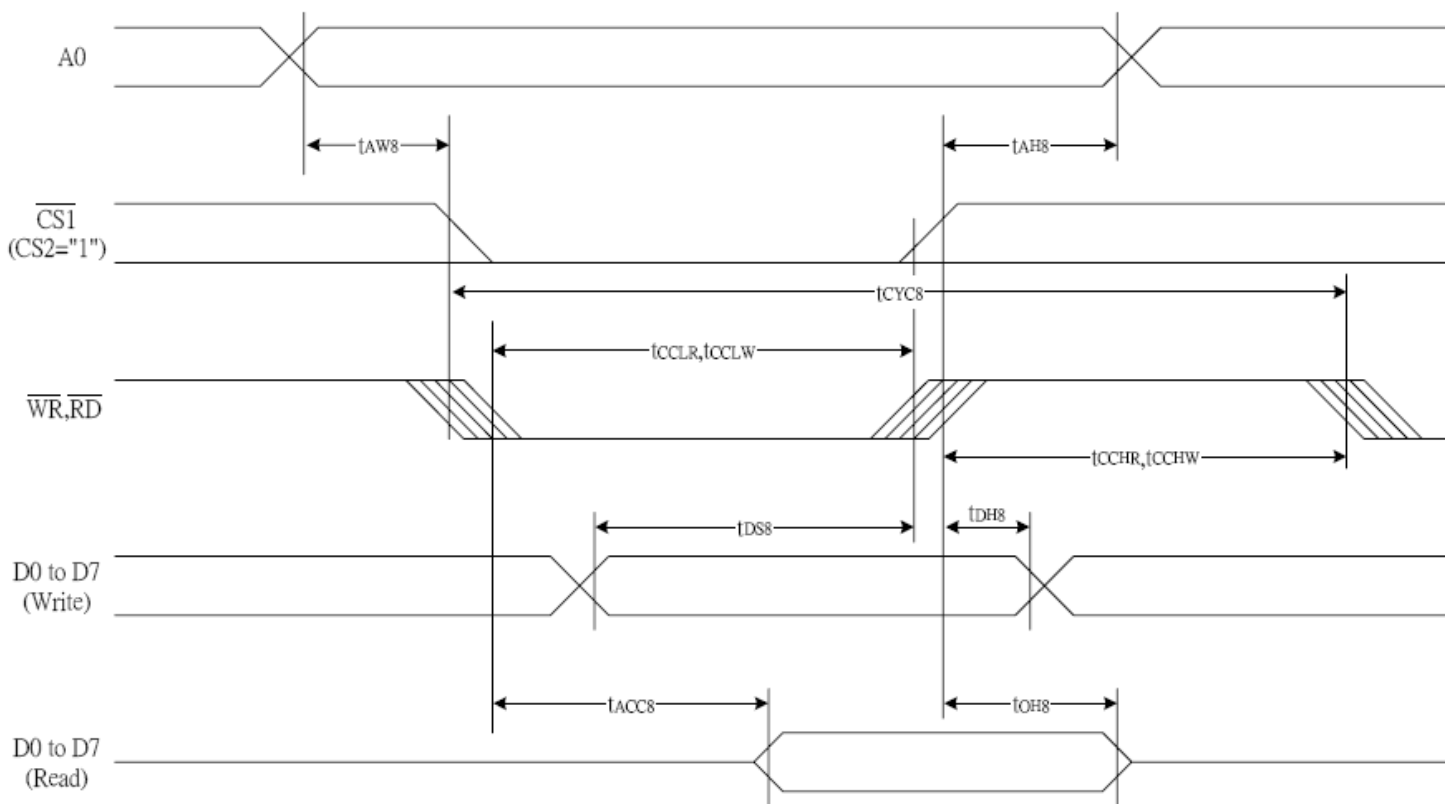 A0
tAW8
tAH8
CS1
(CS2="1")
tCYC8
tCCLR,tCCLW
WR,RD
tCCHR,tCCHW
tDS8
tDH8
D0 to D7
(Write)
tACC8
tOH8
D0 to D7
(Read)